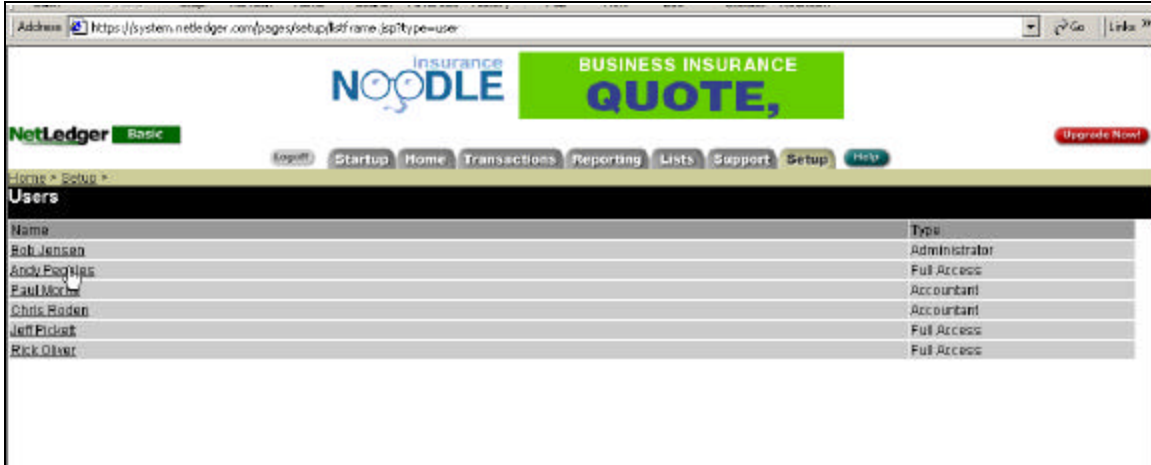 Address https://system.netledger.com/pages/setup/listframe.jsp?type=user Go Links »
insurance
NOODLE
BUSINESS INSURANCE
QUOTE,
NetLedger Basic
Upgrade Now!
Logoff Startup Home Transactions Reporting Lists Support Setup Help
Home > Setup >
Users
Name Type
Bob Jensen Administrator
Andy Full Access
Paul Accountant
Chris Roden Accountant
Jeff Pickett Full Access
Rick Oliver Full Access